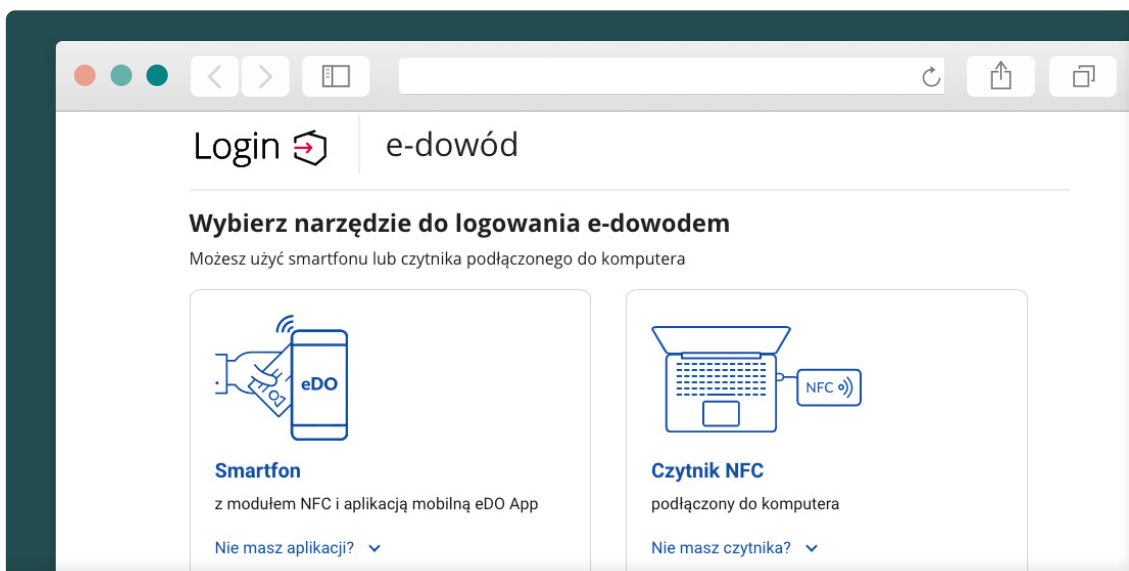 Login
e-dowód
Wybierz narzędzie do logowania e-dowodem
Możesz użyć smartfonu lub czytnika podłączonego do komputera
eDO
Smartfon
z modułem NFC i aplikacją mobilną eDO App
Nie masz aplikacji?
NFC
Czytnik NFC
podłączony do komputera
Nie masz czytnika?